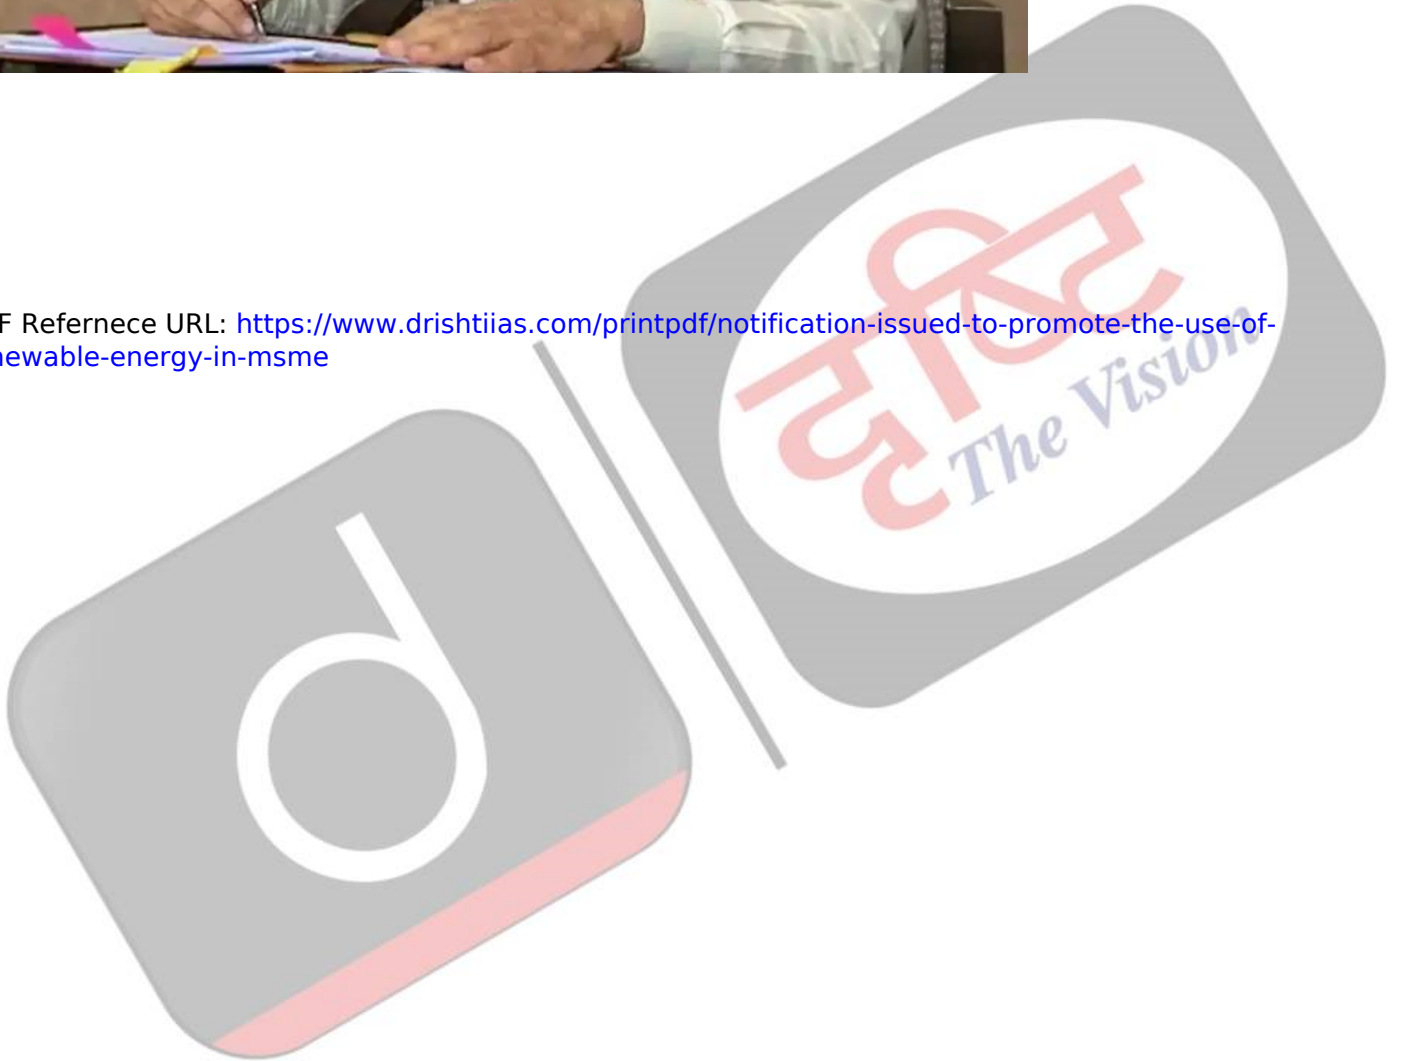 F Refernece URL: https://www.drishtiias.com/printpdf/notification-issued-to-promote-the-use-of-
newable-energy-in-msme
दृष्टि
The Vision
d